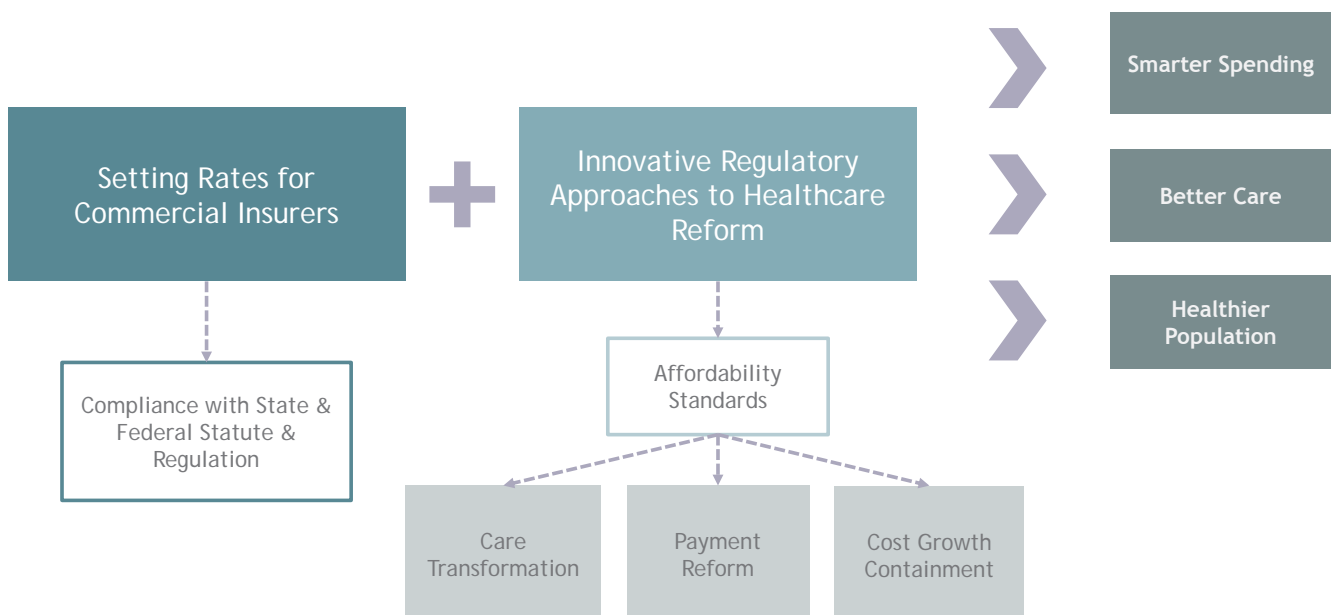 Setting Rates for
Commercial Insurers
Innovative Regulatory
Approaches to Healthcare
Reform
Smarter Spending
Better Care
Healthier
Population
Compliance with State &
Federal Statute &
Regulation
Affordability
Standards
Care
Transformation
Payment
Reform
Cost Growth
Containment